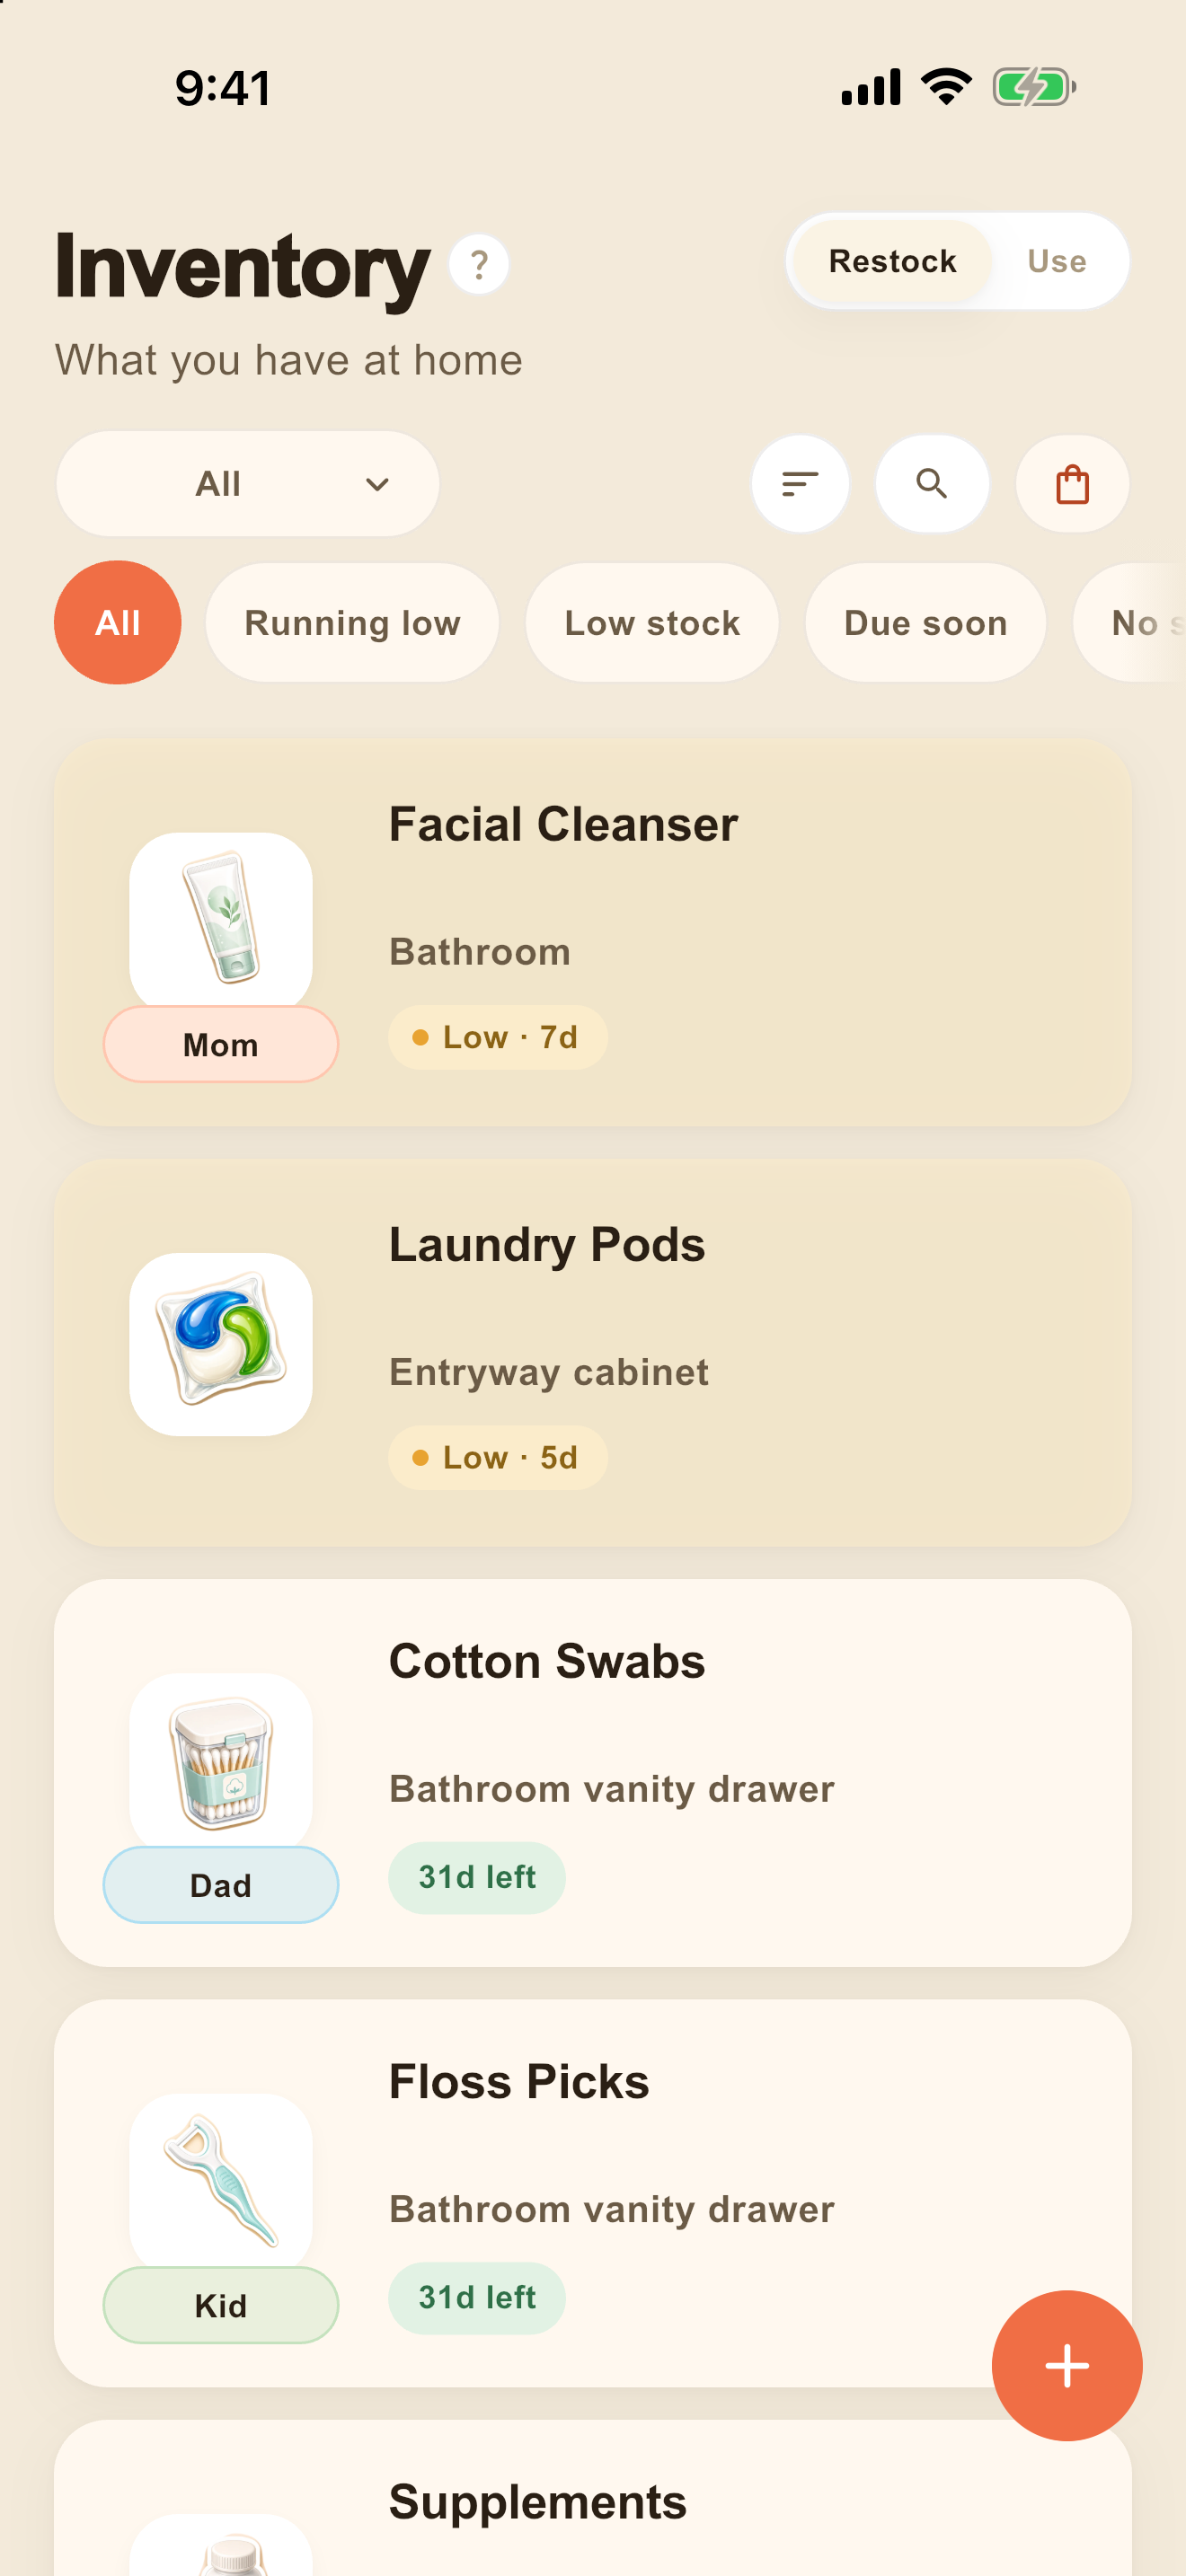 9:41
Inventory ?
Restock Use
What you have at home
All
All Running low Low stock Due soon No
Facial Cleanser
Bathroom
Mom
Low · 7d
Laundry Pods
Entryway cabinet
Low · 5d
Cotton Swabs
Bathroom vanity drawer
31d left
Dad
Floss Picks
Bathroom vanity drawer
31d left
Kid
Supplements